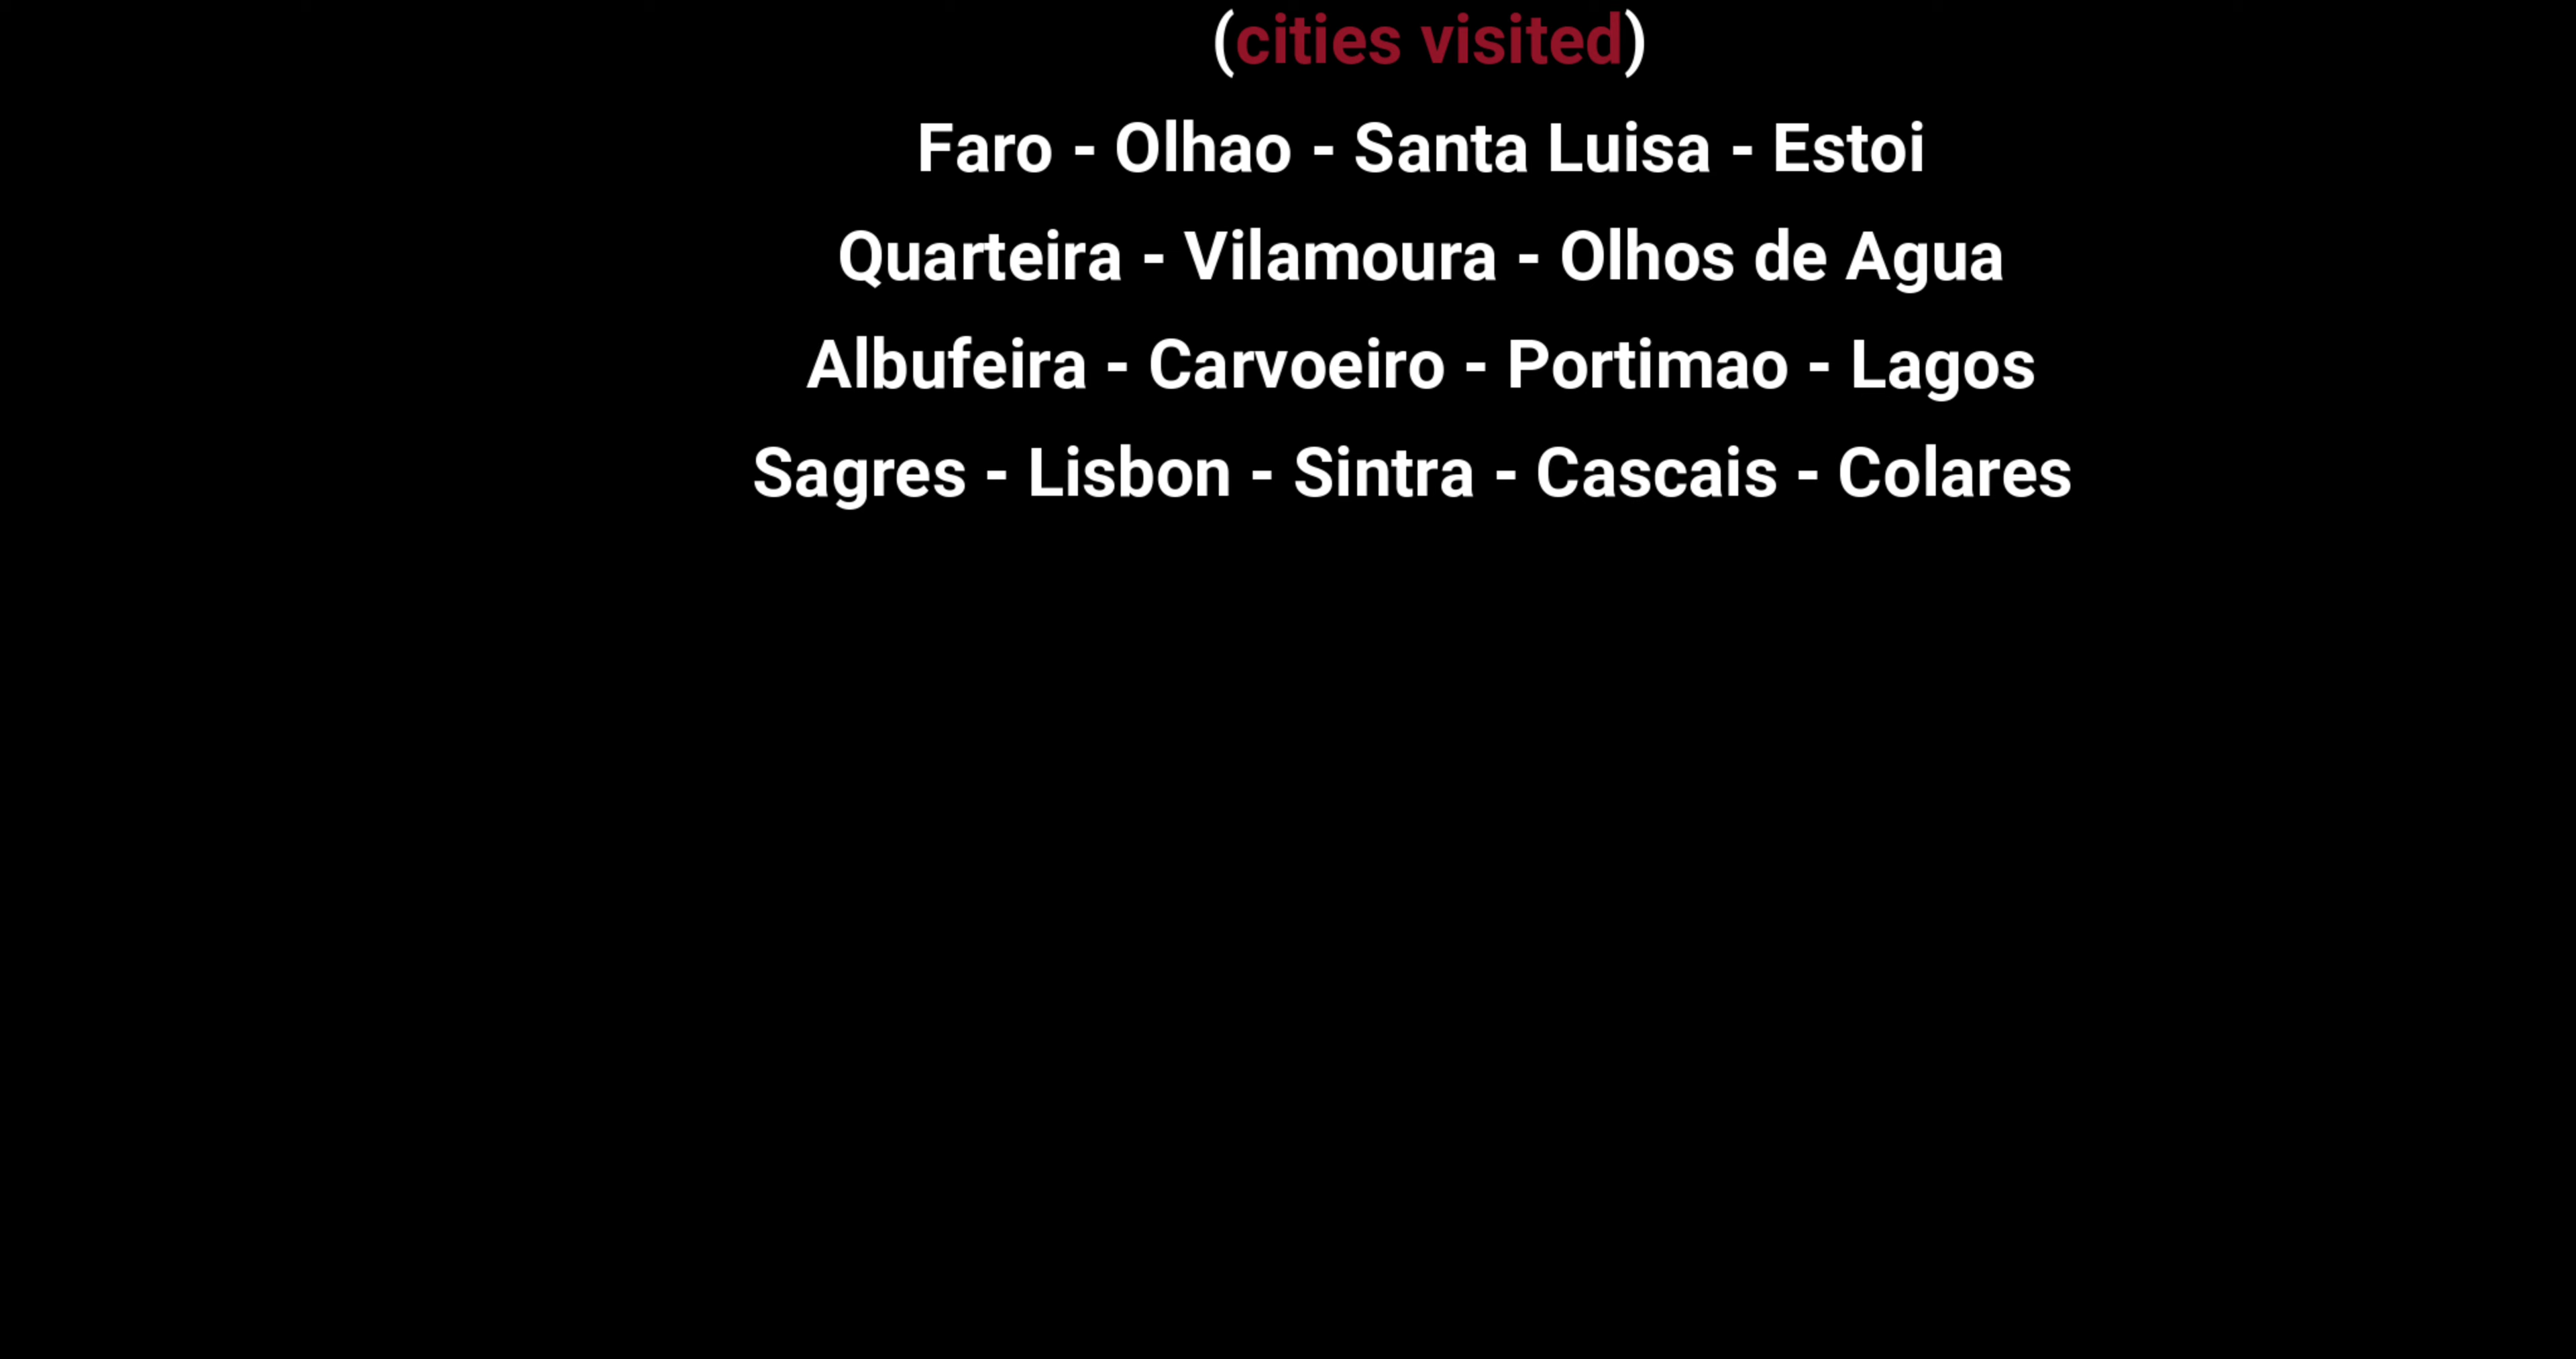 (cities visited)
Faro - Olhao - Santa Luisa - Estoi
Quarteira - Vilamoura - Olhos de Agua
Albufeira - Carvoeiro - Portimao - Lagos
Sagres - Lisbon - Sintra - Cascais - Colares